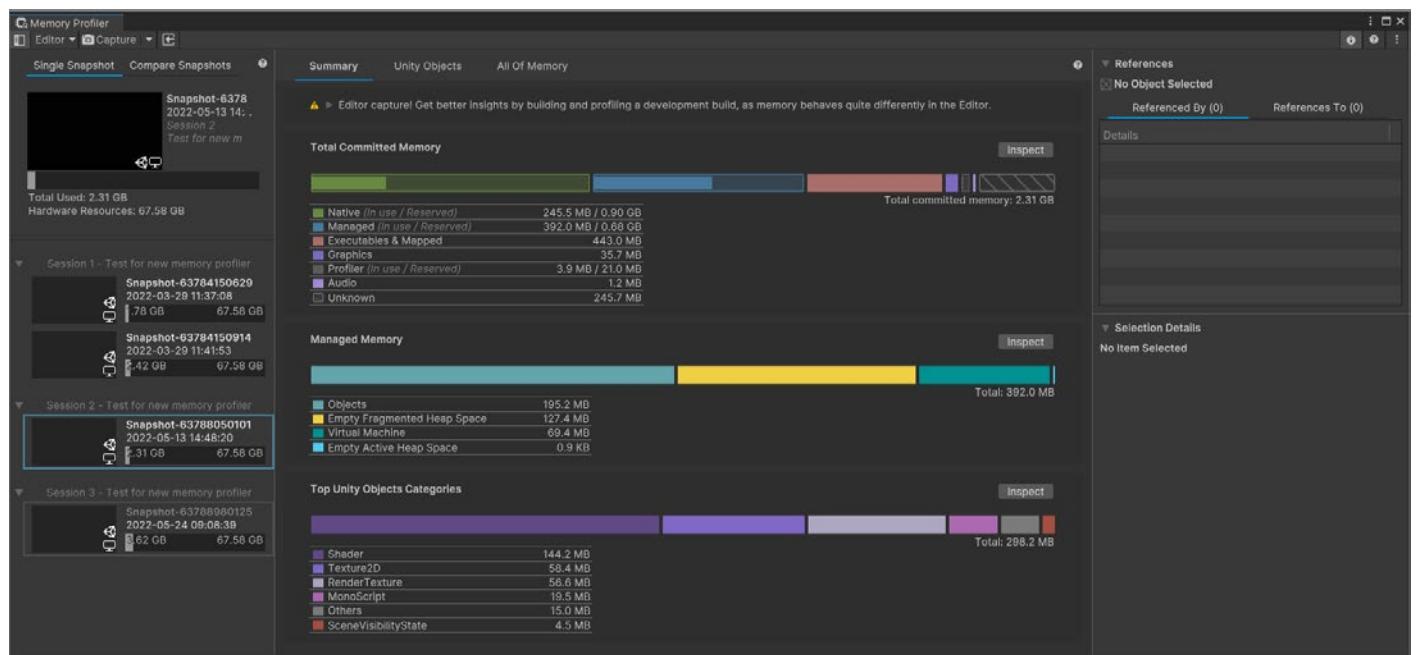 Memory Profiler
Editor Capture
Single Snapshot Compare Snapshots
Snapshot-6378
2022-05-13 14:
Session 2
Test for new m
Total Used: 2.31 GB
Hardware Resources: 67.58 GB
Session 1 - Test for new memory profiler
Snapshot-63784150629
2022-03-29 11:37:08
.78 GB 67.58 GB
Snapshot-63784150914
2022-03-29 11:41:53
.42 GB 67.58 GB
Session 2 - Test for new memory profiler
Snapshot-63788050101
2022-05-13 14:48:20
2.31 GB 67.58 GB
Session 3 - Test for new memory profiler
Snapshot-63788980125
2022-05-24 09:08:39
3.62 GB 67.58 GB
Summary Unity Objects All Of Memory
Editor capture! Get better insights by building and profiling a development build, as memory behaves quite differently in the Editor.
Total Committed Memory Inspect
Total committed memory: 2.31 GB
Native (In use / Reserved) 245.5 MB / 0.90 GB
Managed (In use / Reserved) 392.0 MB / 0.68 GB
Executables & Mapped 443.0 MB
Graphics 35.7 MB
Profiler (In use / Reserved) 3.9 MB / 21.0 MB
Audio 1.2 MB
Unknown 245.7 MB
Managed Memory Inspect
Total: 392.0 MB
Objects 195.2 MB
Empty Fragmented Heap Space 127.4 MB
Virtual Machine 69.4 MB
Empty Active Heap Space 0.9 KB
Top Unity Objects Categories Inspect
Total: 298.2 MB
Shader 144.2 MB
Texture2D 58.4 MB
RenderTexture 56.6 MB
MonoScript 19.5 MB
Others 15.0 MB
SceneVisibilityState 4.5 MB
References
No Object Selected
Referenced By (0) References To (0)
Details
Selection Details
No Item Selected